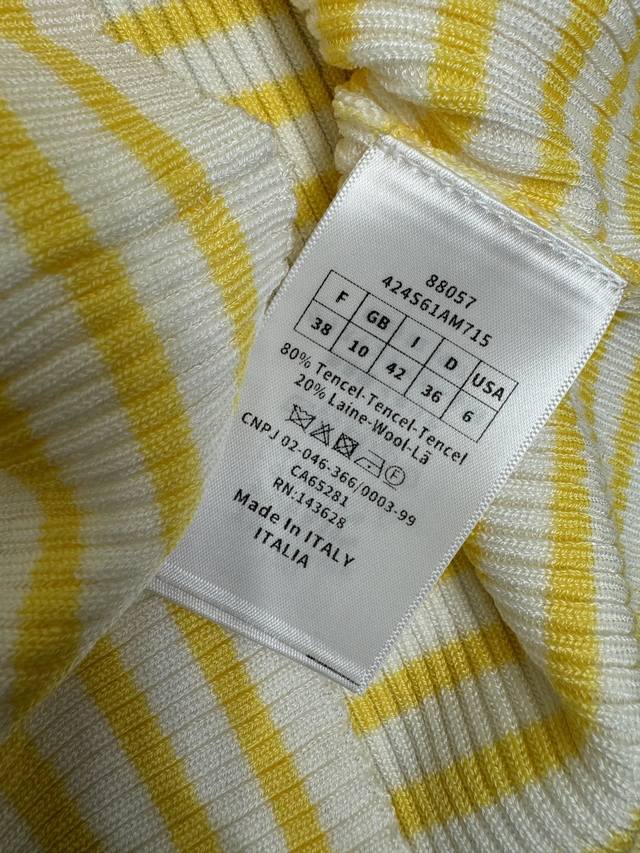 88057
424S61AM715
F GB I D USA
38 10 42 36 6
80% Tencel-Tencel-Tencel
20% Laine-Wool-Lã
F
CNPJ 02-046-366/0003-99
CA65281
RN:143628
Made In ITALY
ITALIA